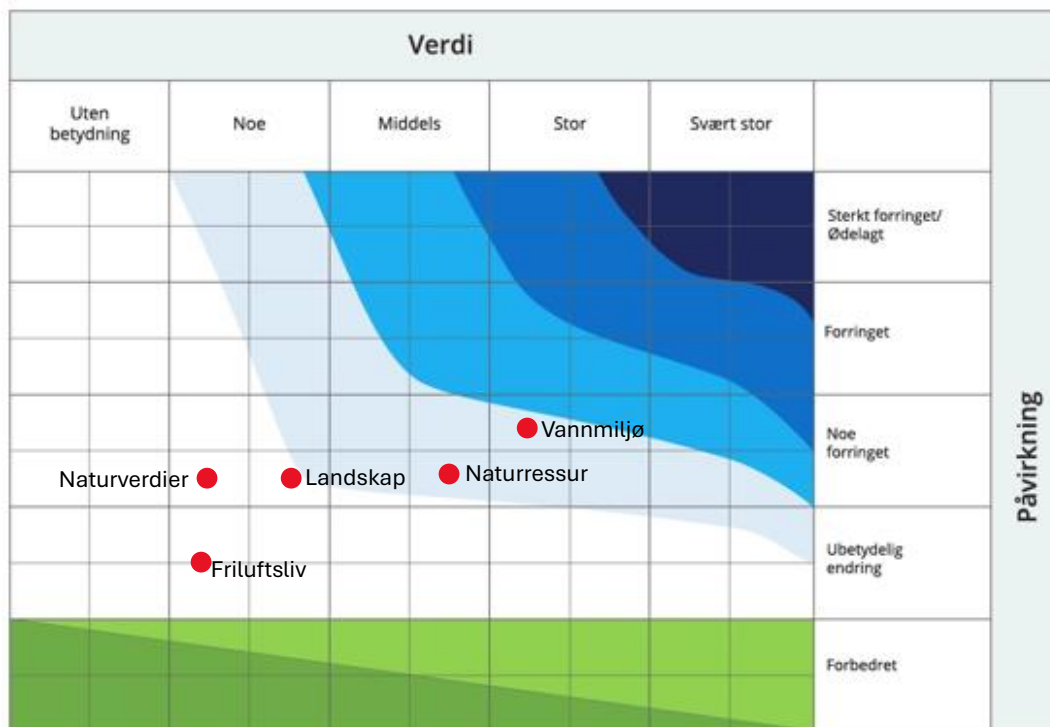 Verdi
Uten
betydning
Noe
Middels
Stor
Svært stor
Sterkt forringet/
Ødelagt
Forringet
Noe
forringet
Vannmiljø
Naturverdier
Landskap
Naturressur
Ubetydelig
endring
Friluftsliv
Forbedret
Påvirkning